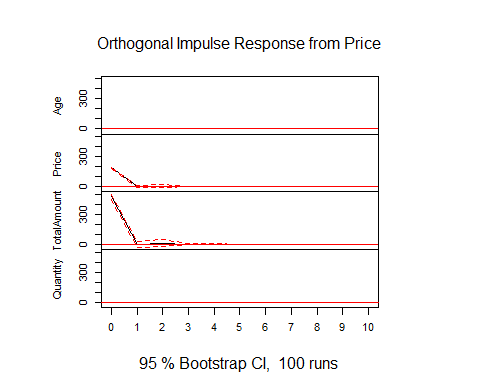 Orthogonal Impulse Response from Price
Age
300
0
Price
300
0
TotalAmount
300
0
Quantity
300
0
0 1 2 3 4 5 6 7 8 9 10
95 % Bootstrap CI, 100 runs